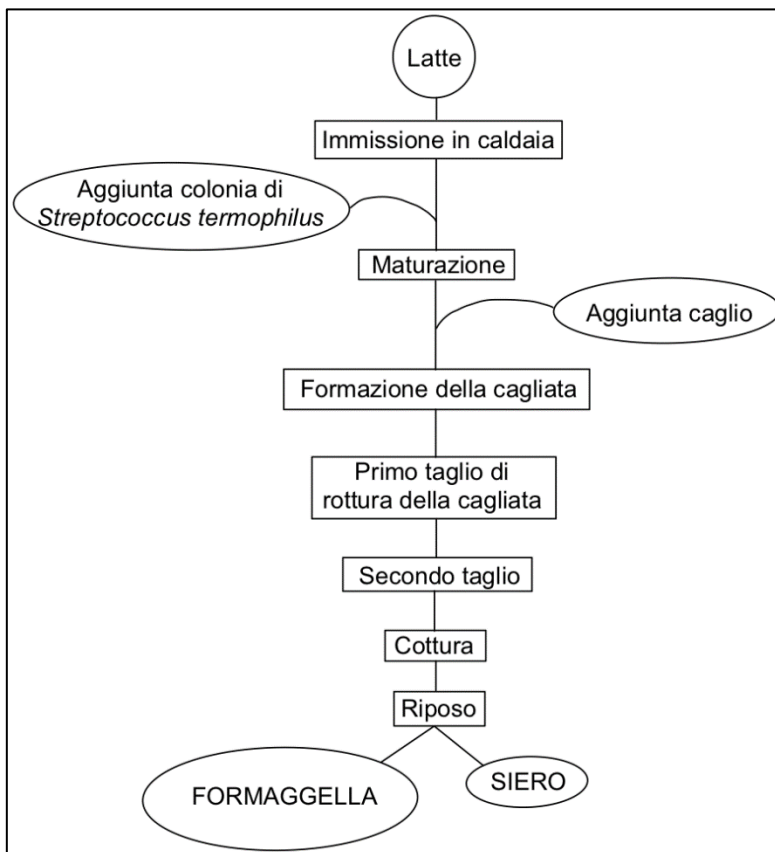 Latte
Immissione in caldaia
Aggiunta colonia di
Streptococcus termophilus
Maturazione
Aggiunta caglio
Formazione della cagliata
Primo taglio di
rottura della cagliata
Secondo taglio
Cottura
Riposo
FORMAGGELLA
SIERO